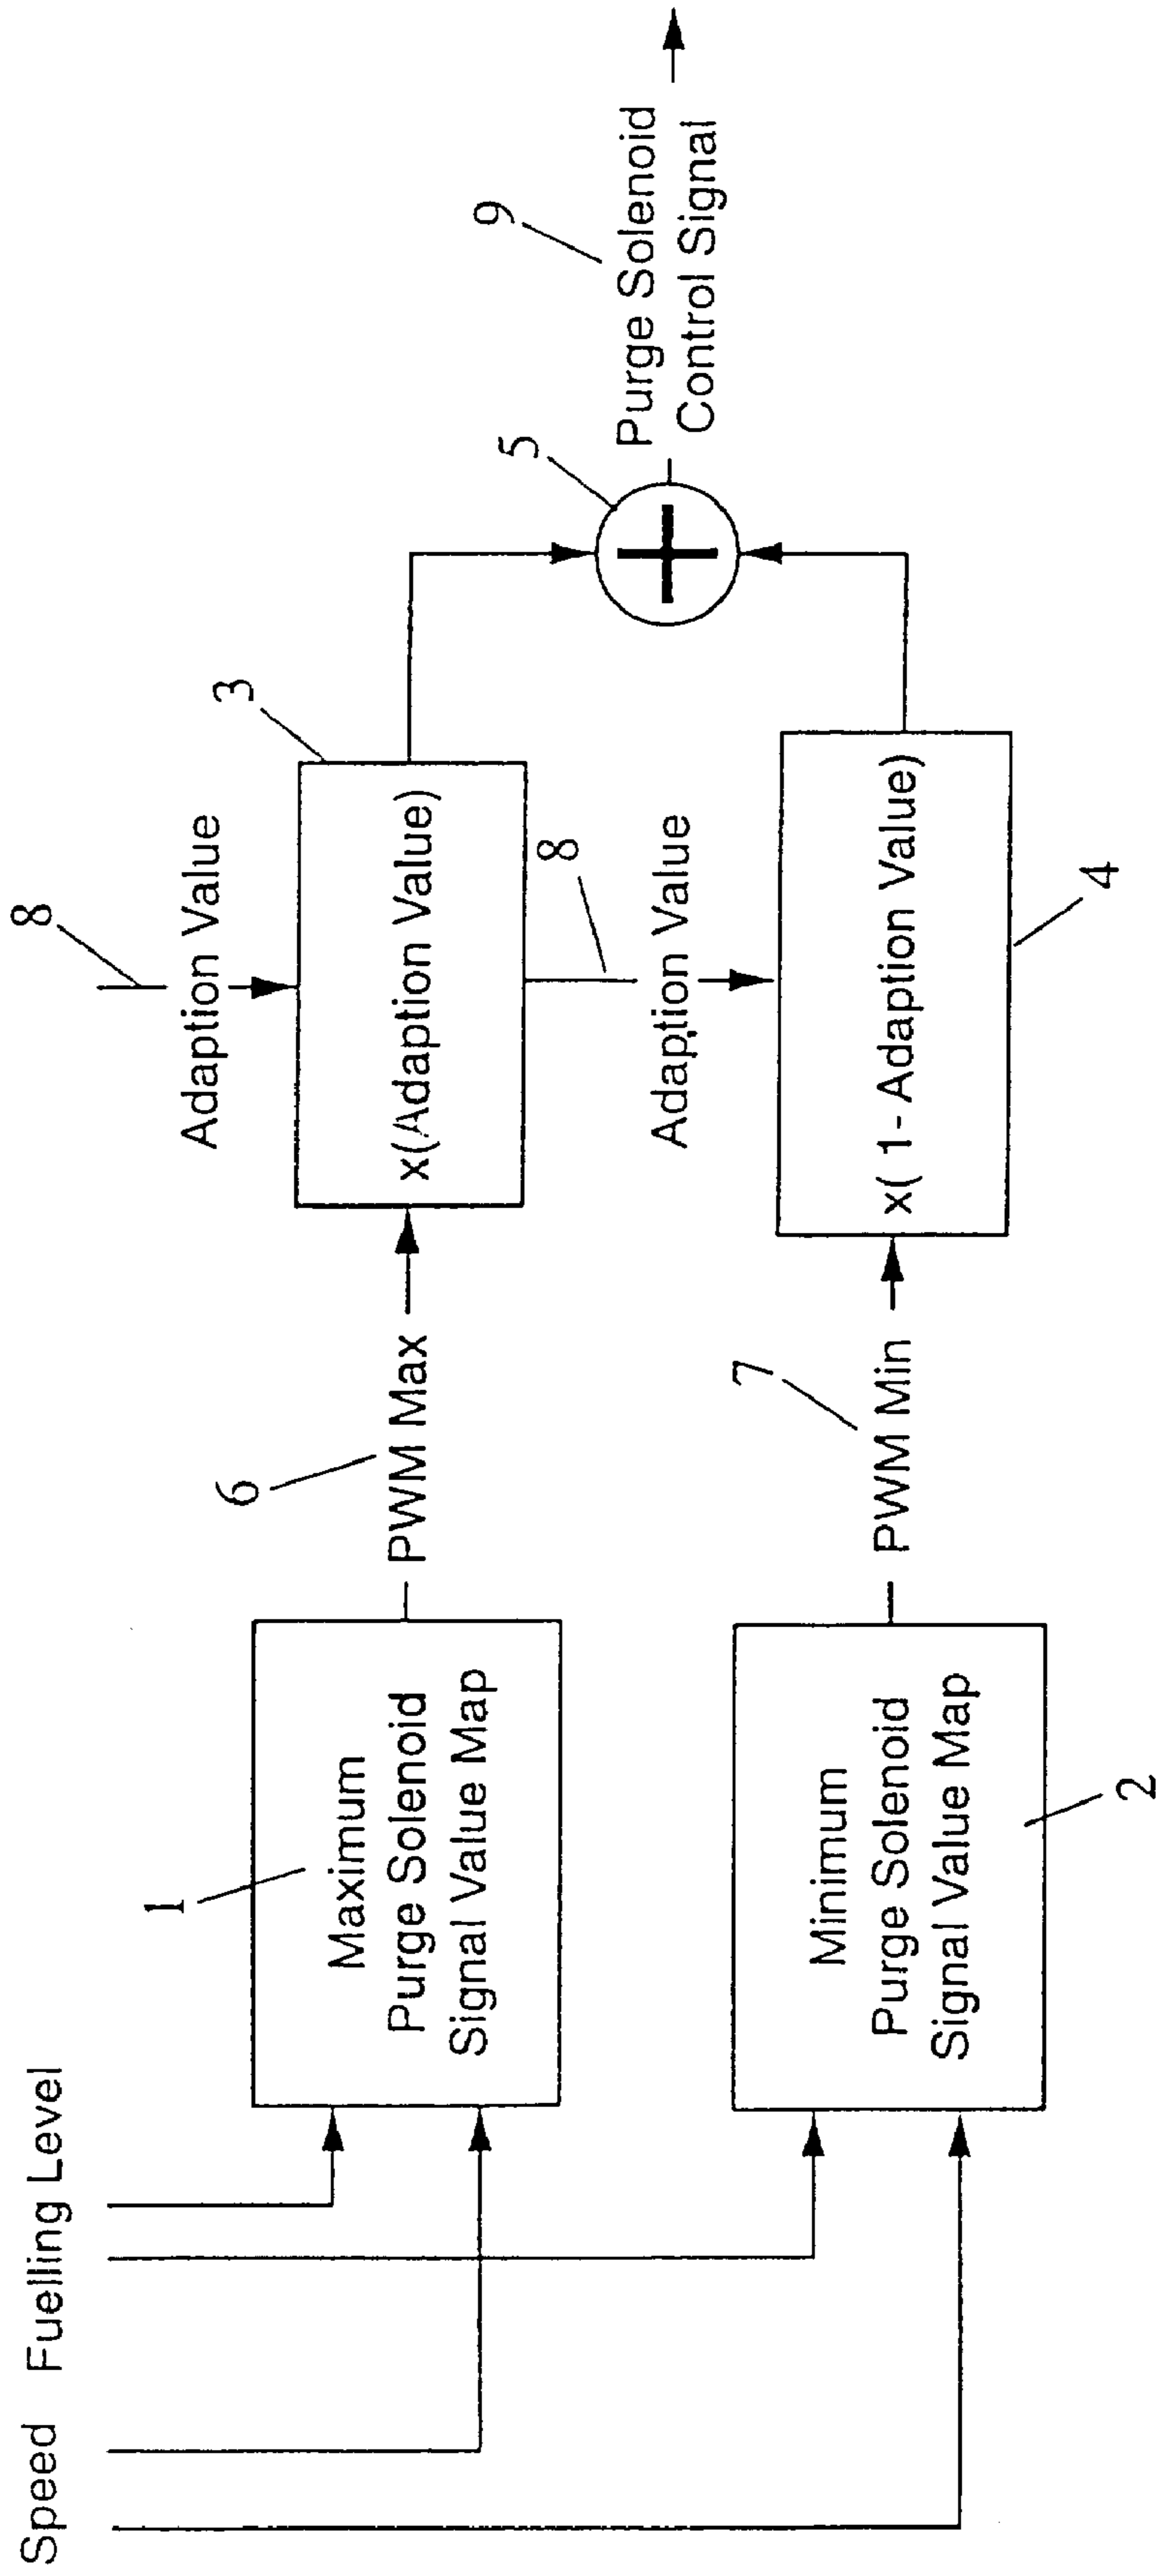 Speed
Fuelling Level
1
Maximum
Purge Solenoid
Signal Value Map
Minimum
Purge Solenoid
Signal Value Map
2
6
PWM Max
7
PWM Min
8
Adaption Value
3
x(Adaption Value)
8
Adaption Value
x( 1- Adaption Value)
4
5
9
Purge Solenoid
Control Signal